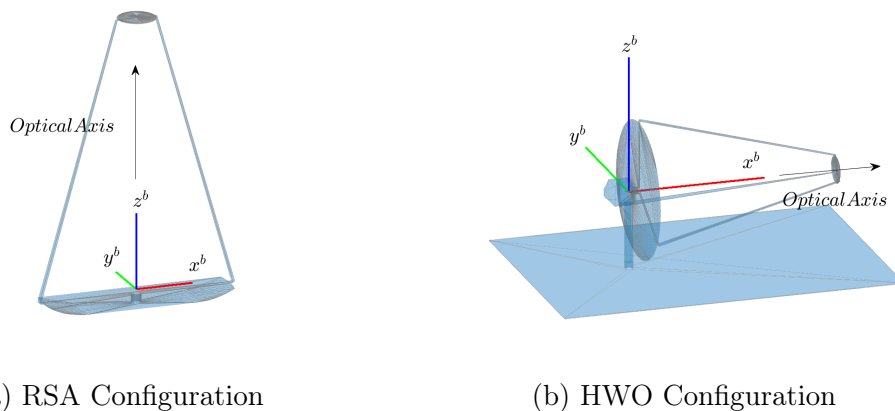 z^b
Optical Axis
z^b
y^b
y^b
x^b
Optical Axis
x^b
) RSA Configuration
(b) HWO Configuration